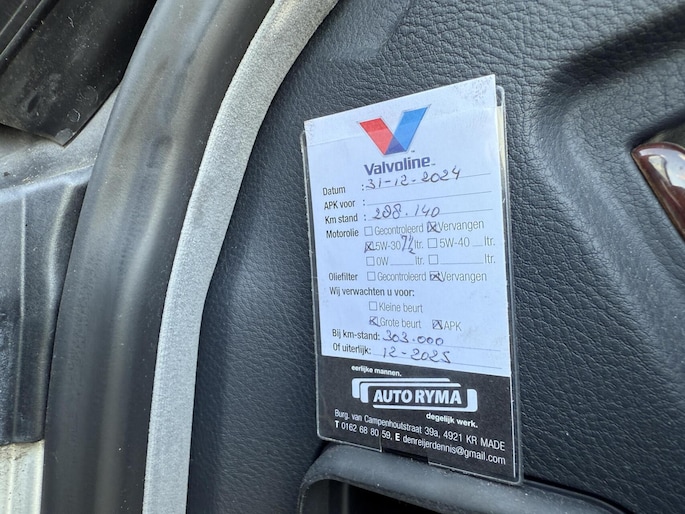 Valvoline™
Datum : 31-12-2024
APK voor :
Km stand : 288.140
Motorolie ☐ Gecontroleerd ☒ Vervangen
☒ 5W-30 7½ ltr. ☐ 5W-40 ltr.
☐ 0W ltr. ☐ ltr.
Oliefilter ☐ Gecontroleerd ☒ Vervangen
Wij verwachten u voor:
☐ Kleine beurt
☒ Grote beurt ☒ APK
Bij km-stand: 303.000
Of uiterlijk: 12-2025
eerlijke mannen.
AUTO RYMA
degelijk werk.
Burg. van Campenhoutstraat 39a, 4921 KR MADE
T 0162 68 80 59, E denreijerdennis@gmail.com